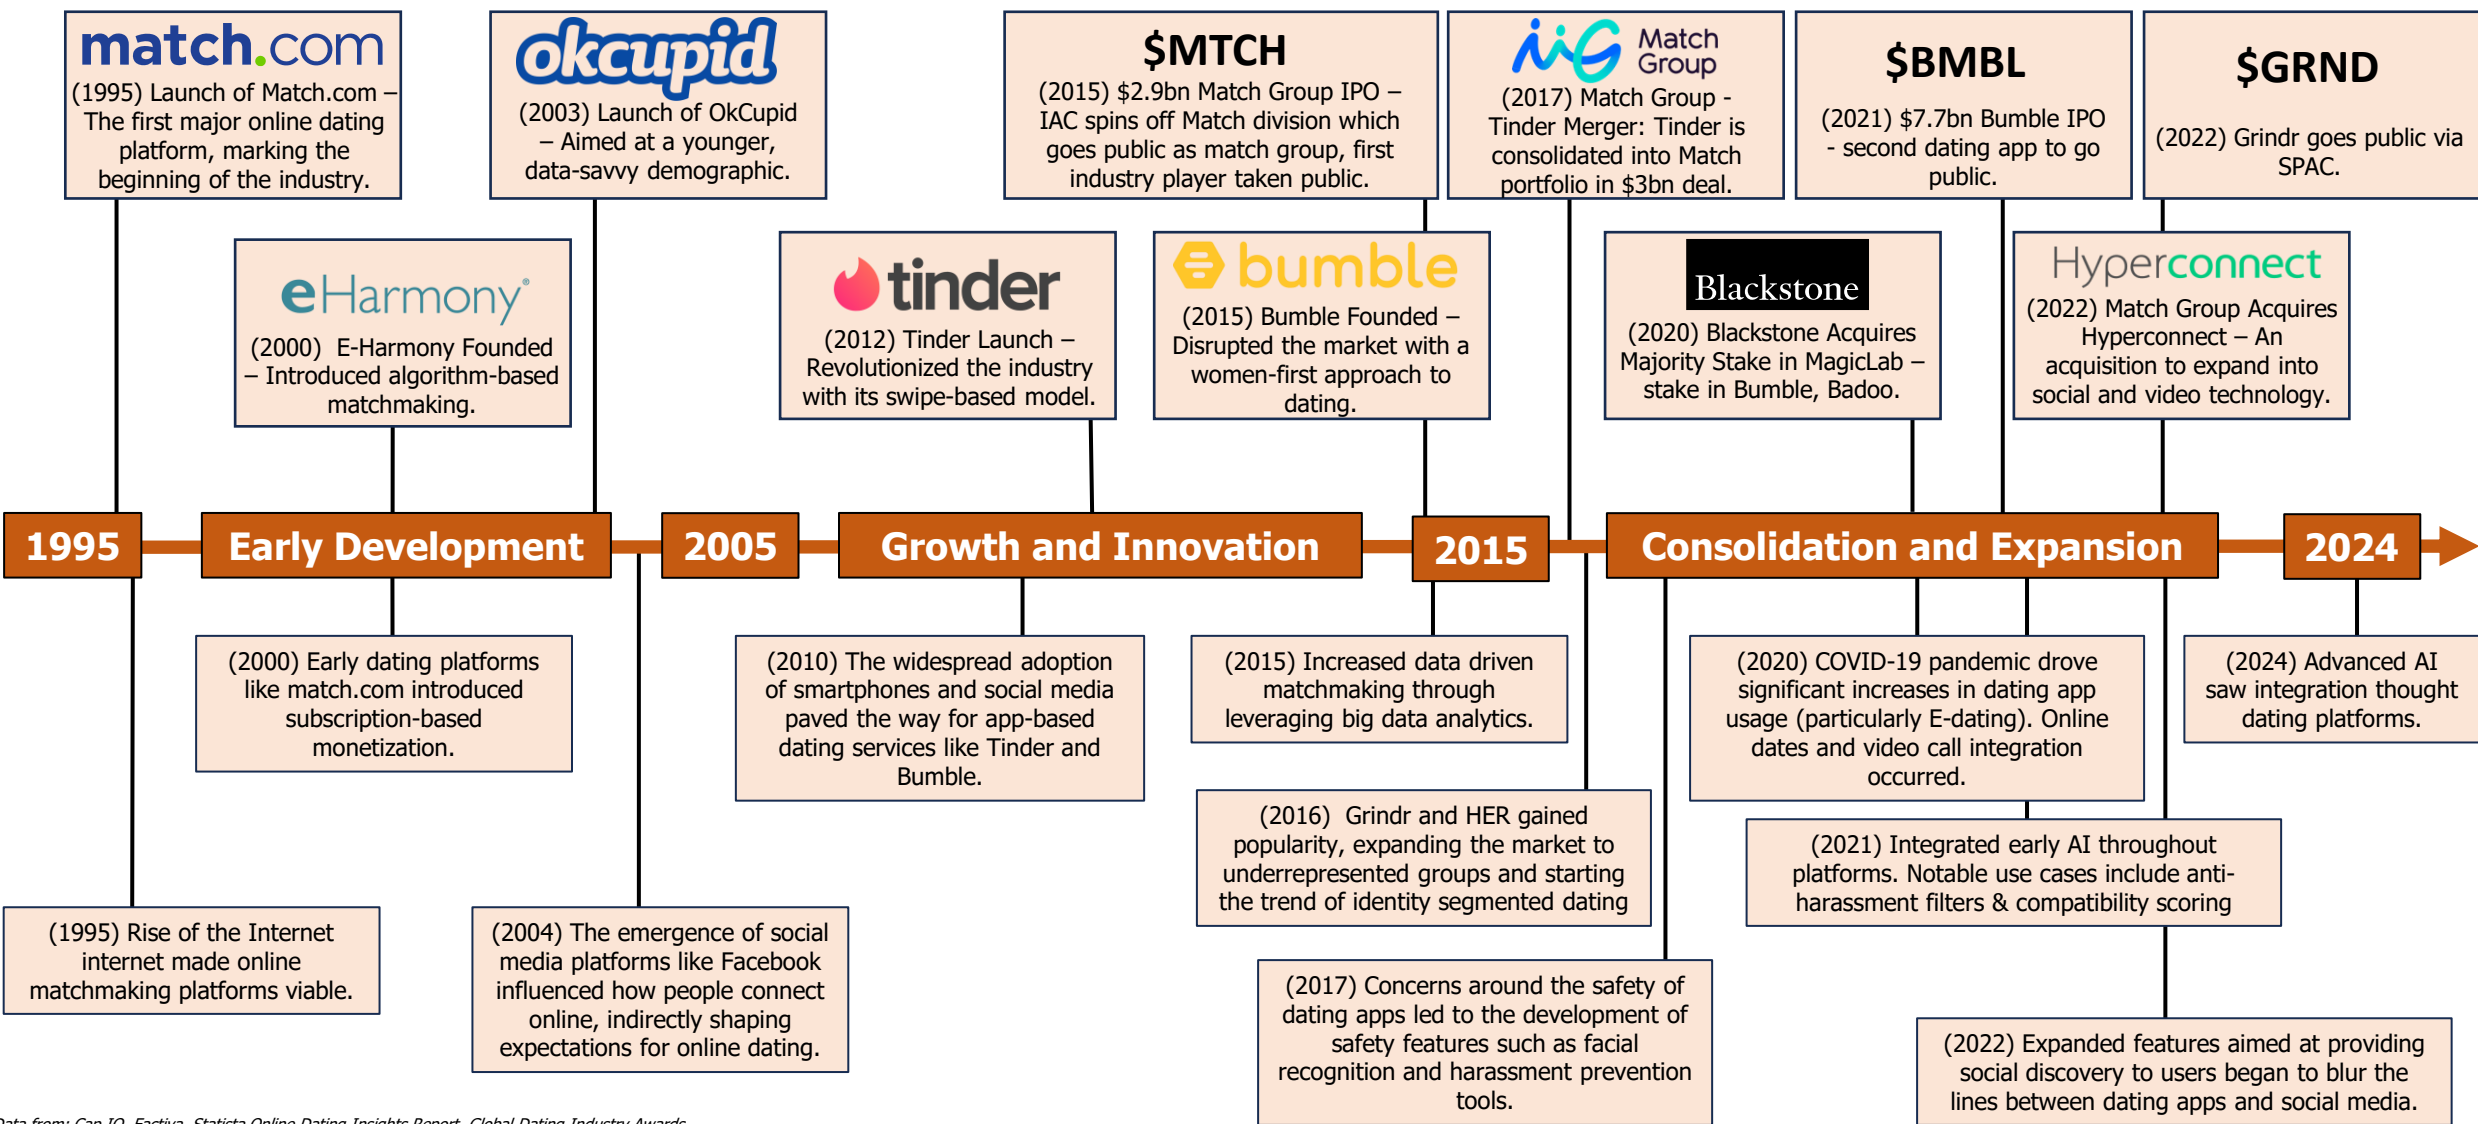 match.com
(1995) Launch of Match.com –
The first major online dating
platform, marking the
beginning of the industry.
okcupid
(2003) Launch of OkCupid
– Aimed at a younger,
data-savvy demographic.
$MTCH
(2015) $2.9bn Match Group IPO –
IAC spins off Match division which
goes public as match group, first
industry player taken public.
Match
Group
(2017) Match Group -
Tinder Merger: Tinder is
consolidated into Match
portfolio in $3bn deal.
$BMBL
(2021) $7.7bn Bumble IPO
- second dating app to go
public.
$GRND
(2022) Grindr goes public via
SPAC.
eHarmony®
(2000)  E-Harmony Founded
– Introduced algorithm-based
matchmaking.
tinder
(2012) Tinder Launch –
Revolutionized the industry
with its swipe-based model.
bumble
(2015) Bumble Founded –
Disrupted the market with a
women-first approach to
dating.
Blackstone
(2020) Blackstone Acquires
Majority Stake in MagicLab –
stake in Bumble, Badoo.
Hyperconnect
(2022) Match Group Acquires
Hyperconnect – An
acquisition to expand into
social and video technology.
1995
Early Development
2005
Growth and Innovation
2015
Consolidation and Expansion
2024
(2000) Early dating platforms
like match.com introduced
subscription-based
monetization.
(2010) The widespread adoption
of smartphones and social media
paved the way for app-based
dating services like Tinder and
Bumble.
(2015) Increased data driven
matchmaking through
leveraging big data analytics.
(2020) COVID-19 pandemic drove
significant increases in dating app
usage (particularly E-dating). Online
dates and video call integration
occurred.
(2024) Advanced AI
saw integration thought
dating platforms.
(2016)  Grindr and HER gained
popularity, expanding the market to
underrepresented groups and starting
the trend of identity segmented dating
(2021) Integrated early AI throughout
platforms. Notable use cases include anti-
harassment filters & compatibility scoring
(1995) Rise of the Internet
internet made online
matchmaking platforms viable.
(2004) The emergence of social
media platforms like Facebook
influenced how people connect
online, indirectly shaping
expectations for online dating.
(2017) Concerns around the safety of
dating apps led to the development of
safety features such as facial
recognition and harassment prevention
tools.
(2022) Expanded features aimed at providing
social discovery to users began to blur the
lines between dating apps and social media.
Data from: Cap IQ, Factiva, Statista Online Dating Insights Report, Global Dating Industry Awards